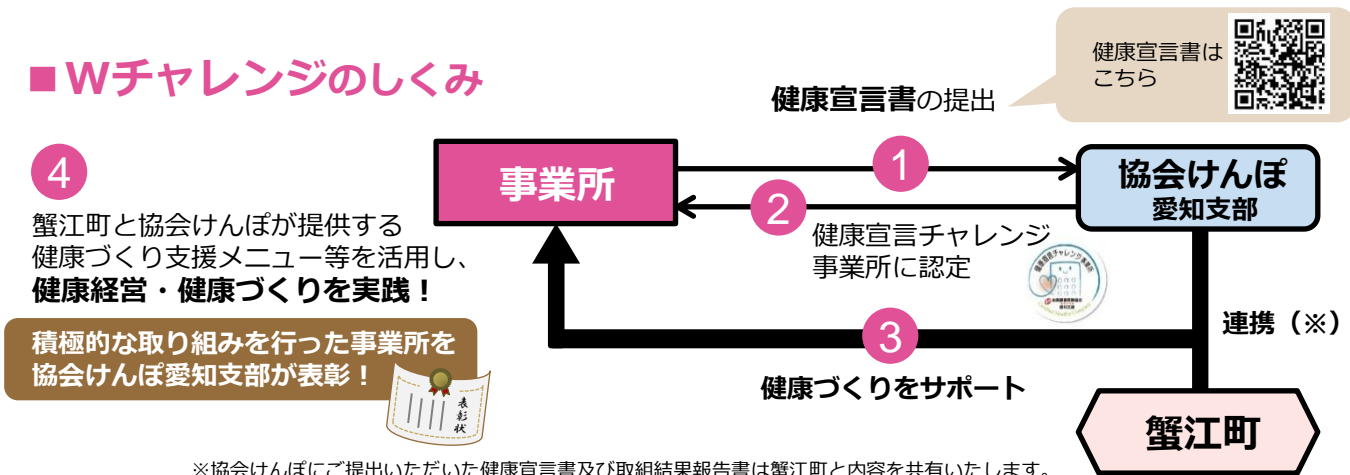 ■Wチャレンジのしくみ
健康宣言書は
こちら
健康宣言書の提出
1
事業所
協会けんぽ
愛知支部
2
健康宣言チャレンジ
事業所に認定
4
蟹江町と協会けんぽが提供する
健康づくり支援メニュー等を活用し、
健康経営・健康づくりを実践！
積極的な取り組みを行った事業所を
協会けんぽ愛知支部が表彰！
表彰状
3
健康づくりをサポート
連携（※）
蟹江町
※協会けんぽにご提出いただいた健康宣言書及び取組結果報告書は蟹江町と内容を共有いたします。